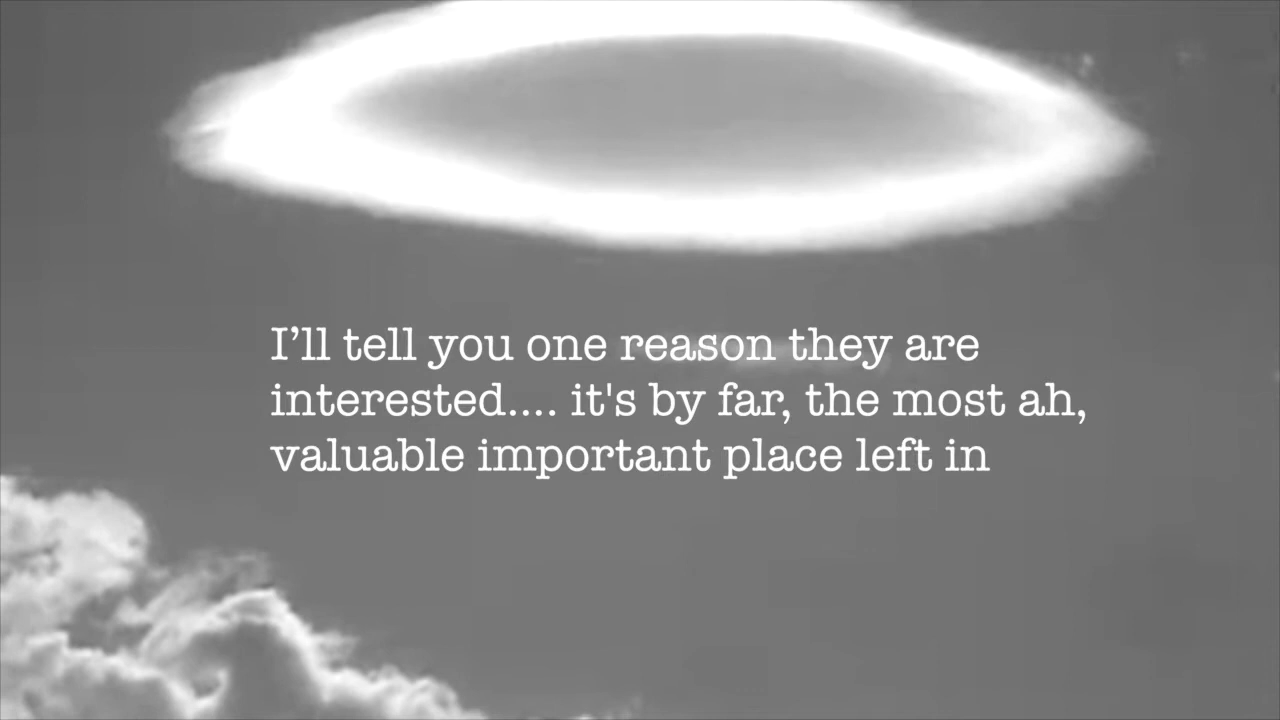 I’ll tell you one reason they are
interested.... it's by far, the most ah,
valuable important place left in